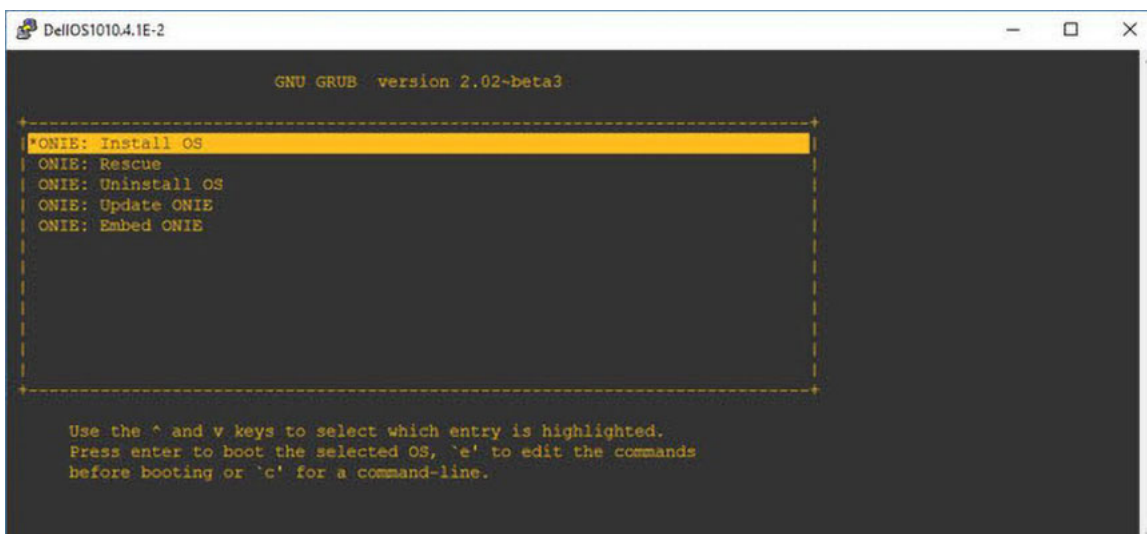 DellOS1010.4.1E-2
GNU GRUB version 2.02~beta3
*ONIE: Install OS
ONIE: Rescue
ONIE: Uninstall OS
ONIE: Update ONIE
ONIE: Embed ONIE
Use the ^ and v keys to select which entry is highlighted.
Press enter to boot the selected OS, `e' to edit the commands
before booting or `c' for a command-line.